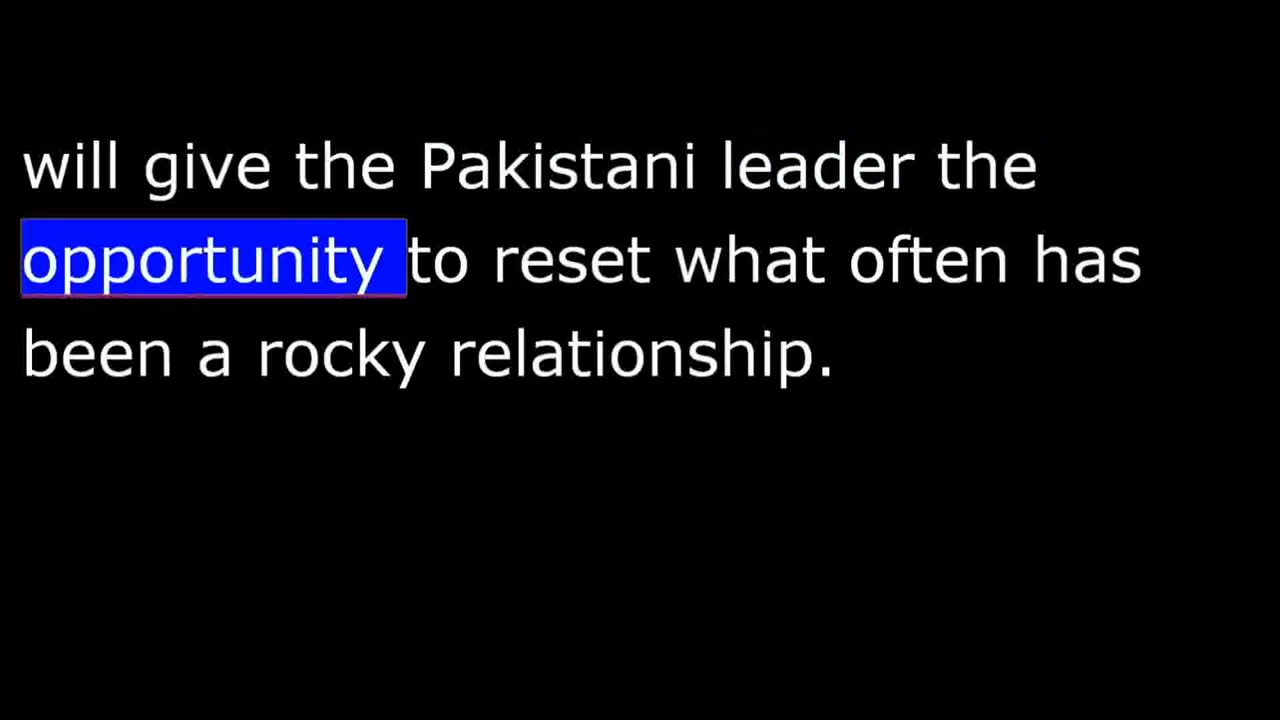 will give the Pakistani leader the
opportunity to reset what often has
been a rocky relationship.